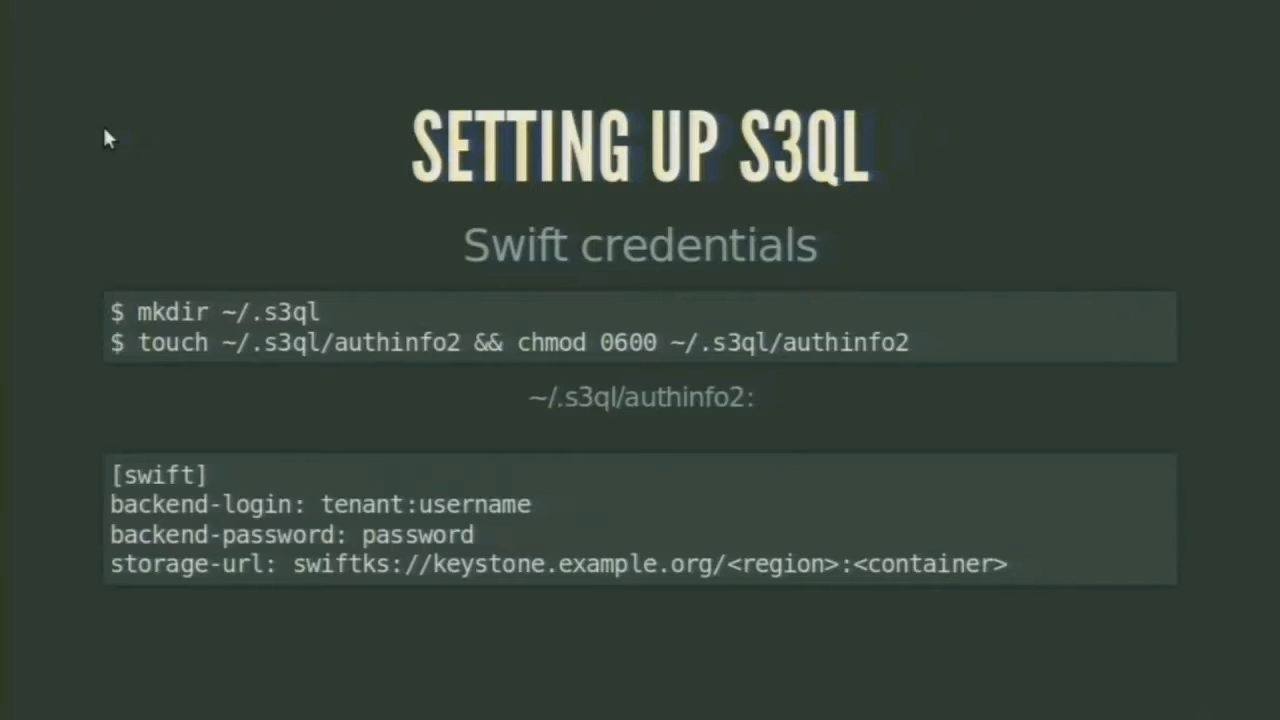 SETTING UP S3QL
Swift credentials
$ mkdir ~/.s3ql
$ touch ~/.s3ql/authinfo2 && chmod 0600 ~/.s3ql/authinfo2
~/.s3ql/authinfo2:
[swift]
backend-login: tenant:username
backend-password: password
storage-url: swiftks://keystone.example.org/<region>:<container>